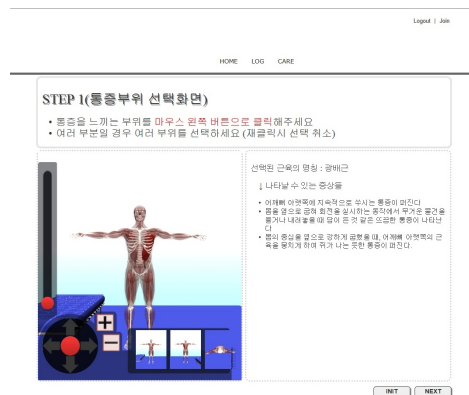 Logout | Join
HOME LOG CARE
STEP 1(통증부위 선택화면)
• 통증을 느끼는 부위를 마우스 왼쪽 버튼으로 클릭해주세요
• 여러 부분일 경우 여러 부위를 선택하세요 (재클릭시 선택 취소)
선택된 근육의 명칭 : 광배근
↓ 나타날 수 있는 증상들
• 어깨뼈 아랫쪽에 지속적으로 쑤시는 통증이 퍼진다
• 몸을 옆으로 굽혀 회전을 실시하는 동작에서 무거운 물건을
들거나 내려놓을 때 담이 든 것 같은 뜨끔한 통증이 나타난
다
• 몸의 중심을 옆으로 강하게 굽혔을 때, 어깨뼈 아랫쪽의 근
육을 뭉치게 하며 쥐가 나는 듯한 통증이 퍼진다.
INIT NEXT